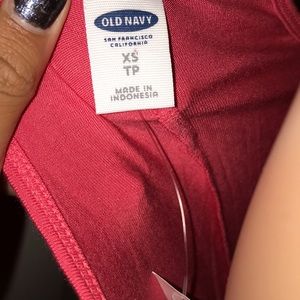 OLD NAVY
SAN FRANCISCO
CALIFORNIA
XS
TP
MADE IN
INDONESIA